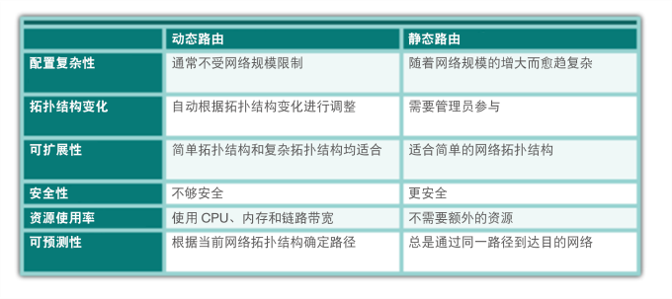 动态路由 静态路由
配置复杂性 通常不受网络规模限制 随着网络规模的增大而愈趋复杂
拓扑结构变化 自动根据拓扑结构变化进行调整 需要管理员参与
可扩展性 简单拓扑结构和复杂拓扑结构均适合 适合简单的网络拓扑结构
安全性 不够安全 更安全
资源使用率 使用 CPU、内存和链路带宽 不需要额外的资源
可预测性 根据当前网络拓扑结构确定路径 总是通过同一路径到达目的网络